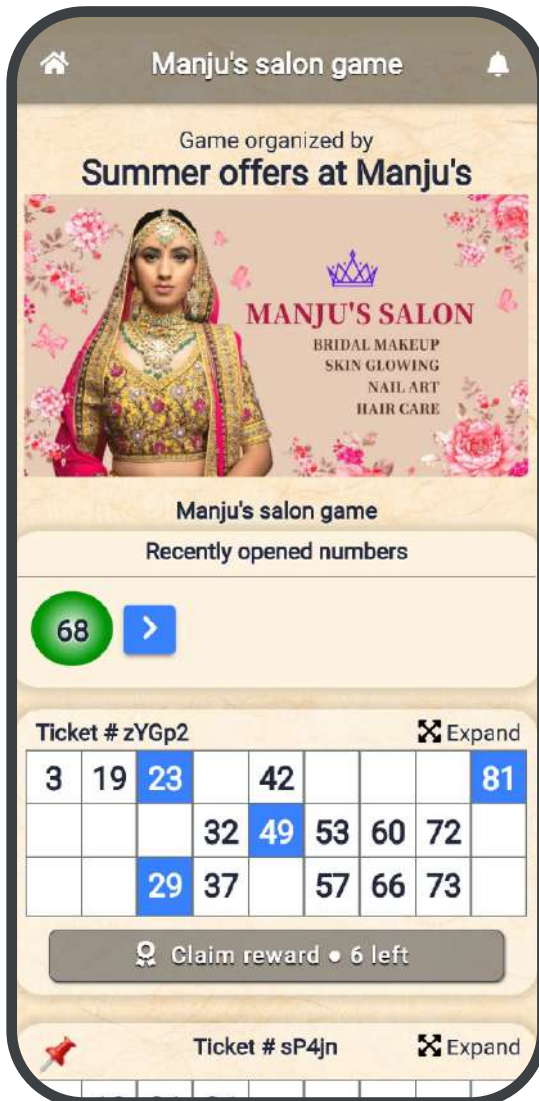 Manju's salon game
Game organized by
Summer offers at Manju's
MANJU'S SALON
BRIDAL MAKEUP
SKIN GLOWING
NAIL ART
HAIR CARE
Manju's salon game
Recently opened numbers
68
Ticket # zYGp2 Expand
3 19 23 42 81
32 49 53 60 72
29 37 57 66 73
Claim reward • 6 left
Ticket # sP4jn Expand